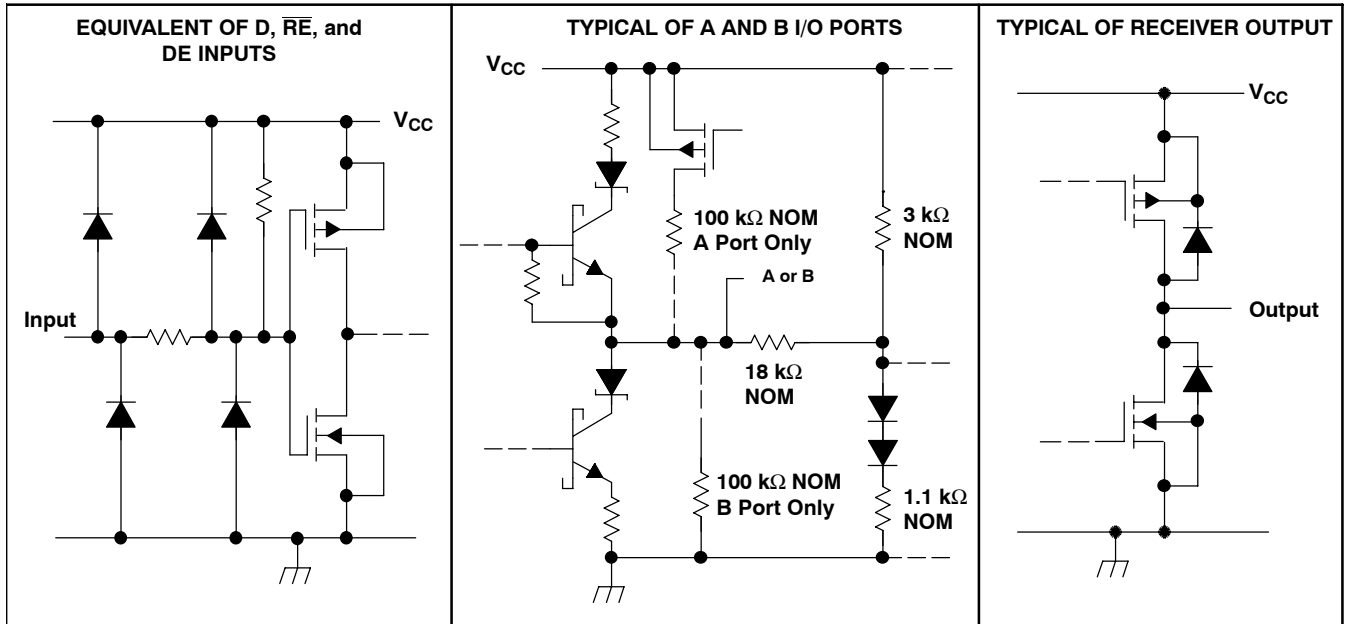 EQUIVALENT OF D, R̅E̅, and
DE INPUTS
VCC
Input
TYPICAL OF A AND B I/O PORTS
VCC
100 kΩ NOM
A Port Only
3 kΩ
NOM
A or B
18 kΩ
NOM
100 kΩ NOM
B Port Only
1.1 kΩ
NOM
TYPICAL OF RECEIVER OUTPUT
VCC
Output